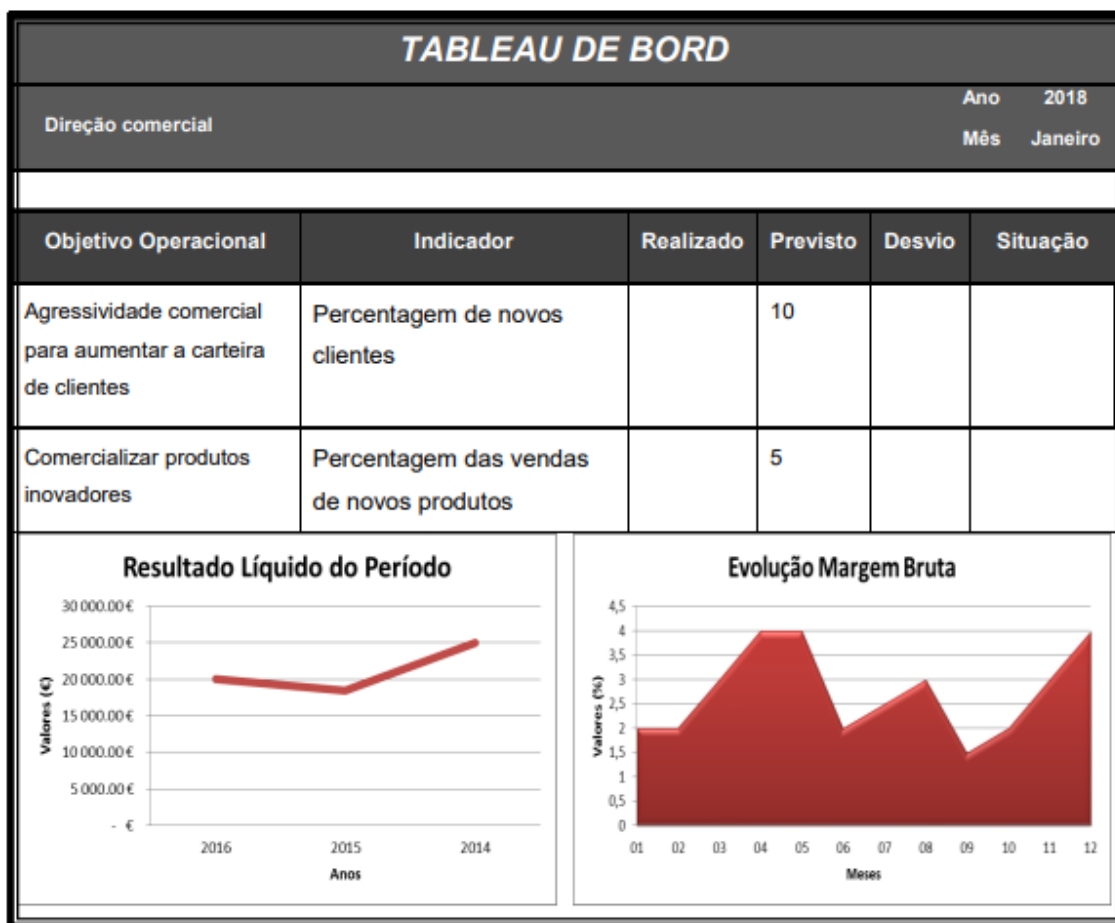 TABLEAU DE BORD
Direção comercial
Ano 2018
Mês Janeiro
Objetivo Operacional Indicador Realizado Previsto Desvio Situação
Agressividade comercial
para aumentar a carteira
de clientes
Percentagem de novos
clientes
10
Comercializar produtos
inovadores
Percentagem das vendas
de novos produtos
5
Resultado Líquido do Período
Valores (€)
30 000.00 €
25 000.00 €
20 000.00 €
15 000.00 €
10 000.00 €
5 000.00 €
- €
2016 2015 2014
Anos
Evolução Margem Bruta
Valores (%)
4,5
4
3,5
3
2,5
2
1,5
1
0,5
0
01 02 03 04 05 06 07 08 09 10 11 12
Meses